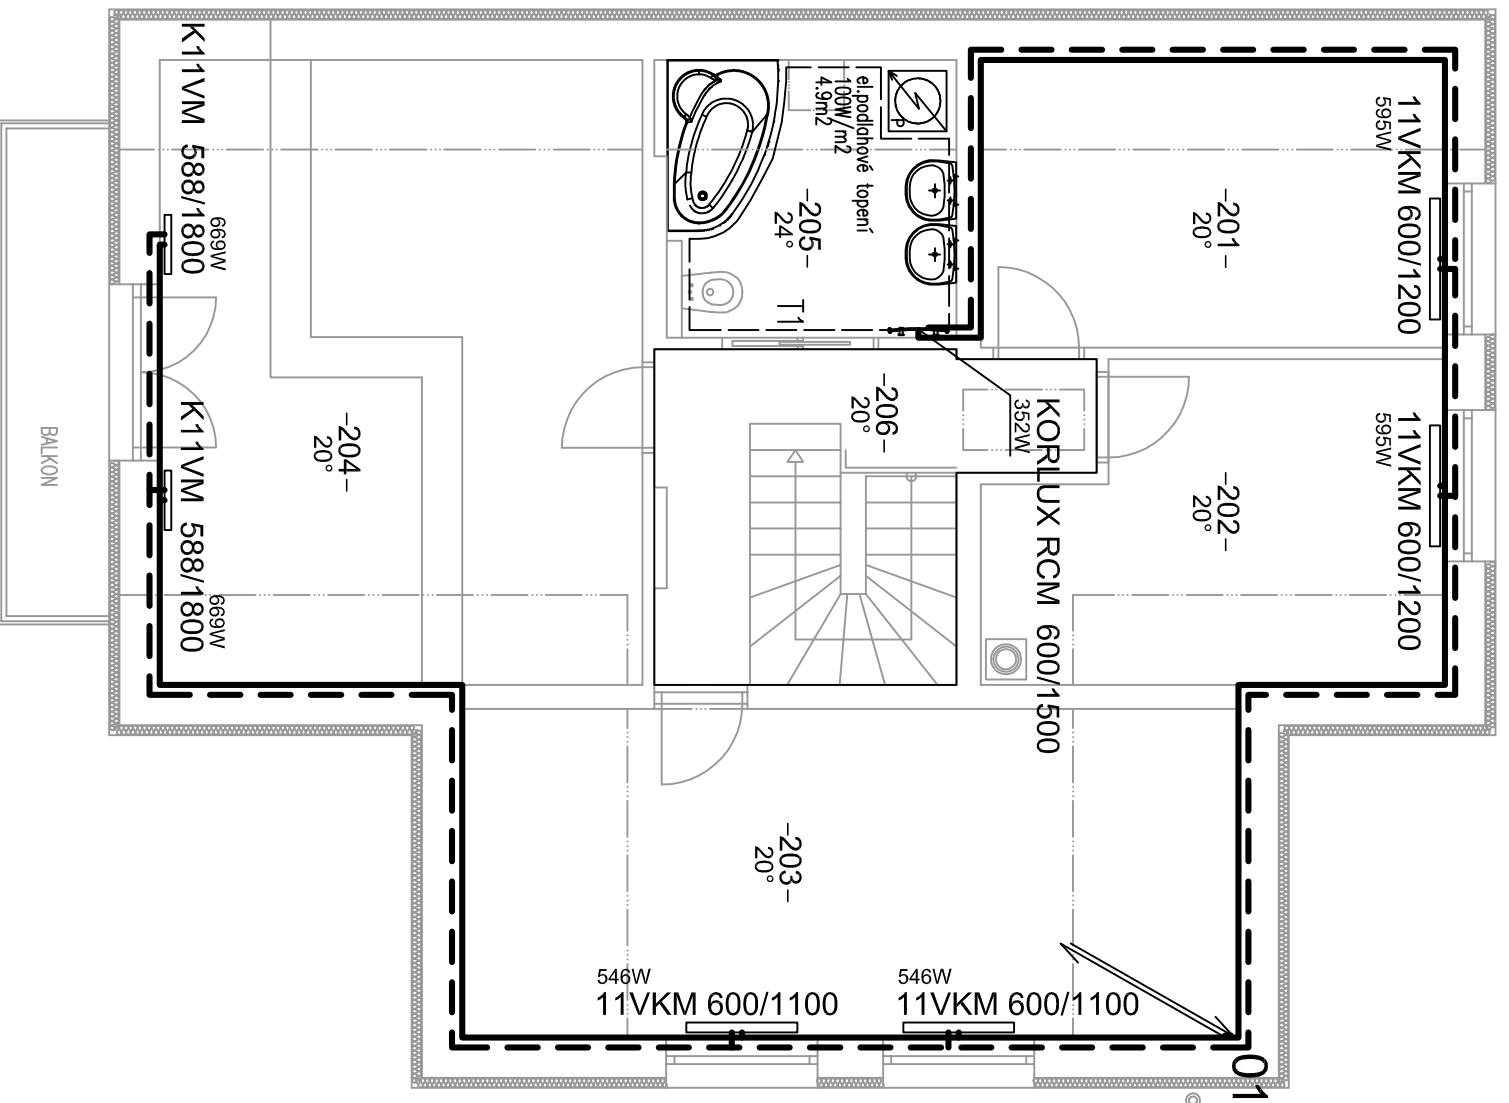 K11VM 588/1800
669W
el.podlahové topení
100W/m2
4.9m2
P
-205-
24°
T1
11VKM 600/1200
595W
-201-
20°
-206-
20°
KORLUX RCM 600/1500
352W
11VKM 600/1200
595W
-202-
20°
BALKON
-204-
20°
K11VM 588/1800
669W
-203-
20°
546W
11VKM 600/1100
546W
11VKM 600/1100
01